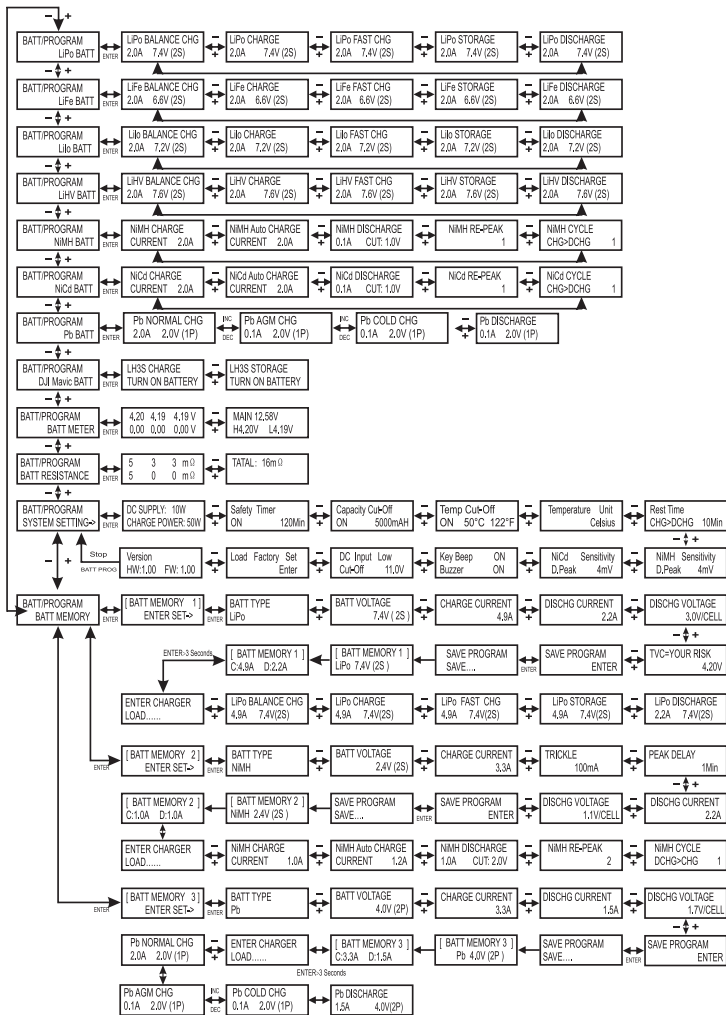 BATT/PROGRAM
LiPo BATT
ENTER
LiPo BALANCE CHG
2.0A 7.4V (2S)
LiPo CHARGE
2.0A 7.4V (2S)
LiPo FAST CHG
2.0A 7.4V (2S)
LiPo STORAGE
2.0A 7.4V (2S)
LiPo DISCHARGE
2.0A 7.4V (2S)
BATT/PROGRAM
LiFe BATT
ENTER
LiFe BALANCE CHG
2.0A 6.6V (2S)
LiFe CHARGE
2.0A 6.6V (2S)
LiFe FAST CHG
2.0A 6.6V (2S)
LiFe STORAGE
2.0A 6.6V (2S)
LiFe DISCHARGE
2.0A 6.6V (2S)
BATT/PROGRAM
LiIo BATT
ENTER
LiIo BALANCE CHG
2.0A 7.2V (2S)
LiIo CHARGE
2.0A 7.2V (2S)
LiIo FAST CHG
2.0A 7.2V (2S)
LiIo STORAGE
2.0A 7.2V (2S)
LiIo DISCHARGE
2.0A 7.2V (2S)
BATT/PROGRAM
LiHV BATT
ENTER
LiHV BALANCE CHG
2.0A 7.6V (2S)
LiHV CHARGE
2.0A 7.6V (2S)
LiHV FAST CHG
2.0A 7.6V (2S)
LiHV STORAGE
2.0A 7.6V (2S)
LiHV DISCHARGE
2.0A 7.6V (2S)
BATT/PROGRAM
NiMH BATT
ENTER
NiMH CHARGE
CURRENT 2.0A
NiMH Auto CHARGE
CURRENT 2.0A
NiMH DISCHARGE
0.1A CUT: 1.0V
NiMH RE-PEAK
1
NiMH CYCLE
CHG>DCHG 1
BATT/PROGRAM
NiCd BATT
ENTER
NiCd CHARGE
CURRENT 2.0A
NiCd Auto CHARGE
CURRENT 2.0A
NiCd DISCHARGE
0.1A CUT: 1.0V
NiCd RE-PEAK
1
NiCd CYCLE
CHG>DCHG 1
BATT/PROGRAM
Pb BATT
ENTER
Pb NORMAL CHG
2.0A 2.0V (1P)
INC
DEC
Pb AGM CHG
0.1A 2.0V (1P)
INC
DEC
Pb COLD CHG
0.1A 2.0V (1P)
Pb DISCHARGE
0.1A 2.0V (1P)
BATT/PROGRAM
DJI Mavic BATT
ENTER
LH3S CHARGE
TURN ON BATTERY
LH3S STORAGE
TURN ON BATTERY
BATT/PROGRAM
BATT METER
ENTER
4.20 4.19 4.19 V
0.00 0.00 0.00 V
MAIN 12.58V
H4.20V L4.19V
BATT/PROGRAM
BATT RESISTANCE
ENTER
5 3 3 mΩ
5 0 0 mΩ
TATAL: 16mΩ
BATT/PROGRAM
SYSTEM SETTING->
ENTER
DC SUPPLY: 10W
CHARGE POWER: 50W
Safety Timer
ON 120Min
Capacity Cut-Off
ON 5000mAH
Temp Cut-Off
ON 50°C 122°F
Temperature Unit
Celsius
Rest Time
CHG>DCHG 10Min
Stop
BATT PROG
Version
HW:1.00 FW: 1.00
Load Factory Set
Enter
DC Input Low
Cut-Off 11.0V
Key Beep ON
Buzzer ON
NiCd Sensitivity
D.Peak 4mV
NiMH Sensitivity
D.Peak 4mV
BATT/PROGRAM
BATT MEMORY
ENTER
[ BATT MEMORY 1]
ENTER SET->
ENTER
BATT TYPE
LiPo
BATT VOLTAGE
7.4V ( 2S )
CHARGE CURRENT
4.9A
DISCHG CURRENT
2.2A
DISCHG VOLTAGE
3.0V/CELL
ENTER>3 Seconds
[ BATT MEMORY 1 ]
C:4.9A D:2.2A
[ BATT MEMORY 1 ]
LiPo 7.4V (2S )
SAVE PROGRAM
SAVE....
ENTER
SAVE PROGRAM
ENTER
TVC=YOUR RISK
4.20V
ENTER CHARGER
LOAD......
LiPo BALANCE CHG
4.9A 7.4V(2S)
LiPo CHARGE
4.9A 7.4V(2S)
LiPo FAST CHG
4.9A 7.4V(2S)
LiPo STORAGE
4.9A 7.4V(2S)
LiPo DISCHARGE
2.2A 7.4V(2S)
ENTER
[ BATT MEMORY 2 ]
ENTER SET->
ENTER
BATT TYPE
NiMH
BATT VOLTAGE
2.4V (2S)
CHARGE CURRENT
3.3A
TRICKLE
100mA
PEAK DELAY
1Min
[ BATT MEMORY 2 ]
C:1.0A D:1.0A
[ BATT MEMORY 2 ]
NiMH 2.4V (2S )
SAVE PROGRAM
SAVE....
ENTER
SAVE PROGRAM
ENTER
DISCHG VOLTAGE
1.1V/CELL
DISCHG CURRENT
2.2A
ENTER CHARGER
LOAD......
NiMH CHARGE
CURRENT 1.0A
NiMH Auto CHARGE
CURRENT 1.2A
NiMH DISCHARGE
1.0A CUT: 2.0V
NiMH RE-PEAK
2
NiMH CYCLE
DCHG>CHG 1
ENTER
[ BATT MEMORY 3 ]
ENTER SET->
ENTER
BATT TYPE
Pb
BATT VOLTAGE
4.0V (2P)
CHARGE CURRENT
3.3A
DISCHG CURRENT
1.5A
DISCHG VOLTAGE
1.7V/CELL
Pb NORMAL CHG
2.0A 2.0V (1P)
ENTER CHARGER
LOAD......
ENTER>3 Seconds
[ BATT MEMORY 3 ]
C:3.3A D:1.5A
[ BATT MEMORY 3 ]
Pb 4.0V (2P)
SAVE PROGRAM
SAVE....
ENTER
SAVE PROGRAM
ENTER
Pb AGM CHG
0.1A 2.0V (1P)
INC
DEC
Pb COLD CHG
0.1A 2.0V (1P)
Pb DISCHARGE
1.5A 4.0V(2P)